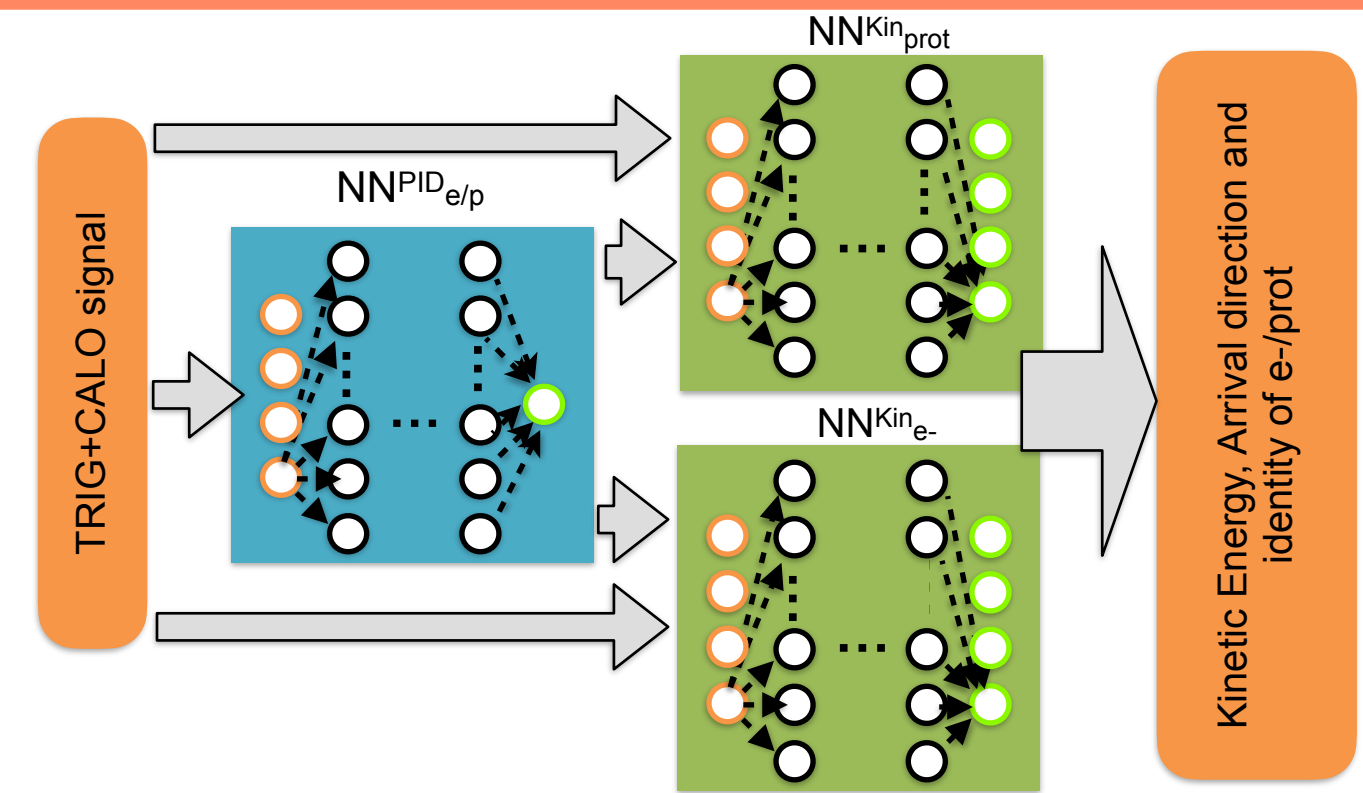 NN^Kin_prot
TRIG+CALO signal
NN^PID_e/p
NN^Kin_e-
Kinetic Energy, Arrival direction and
identity of e-/prot